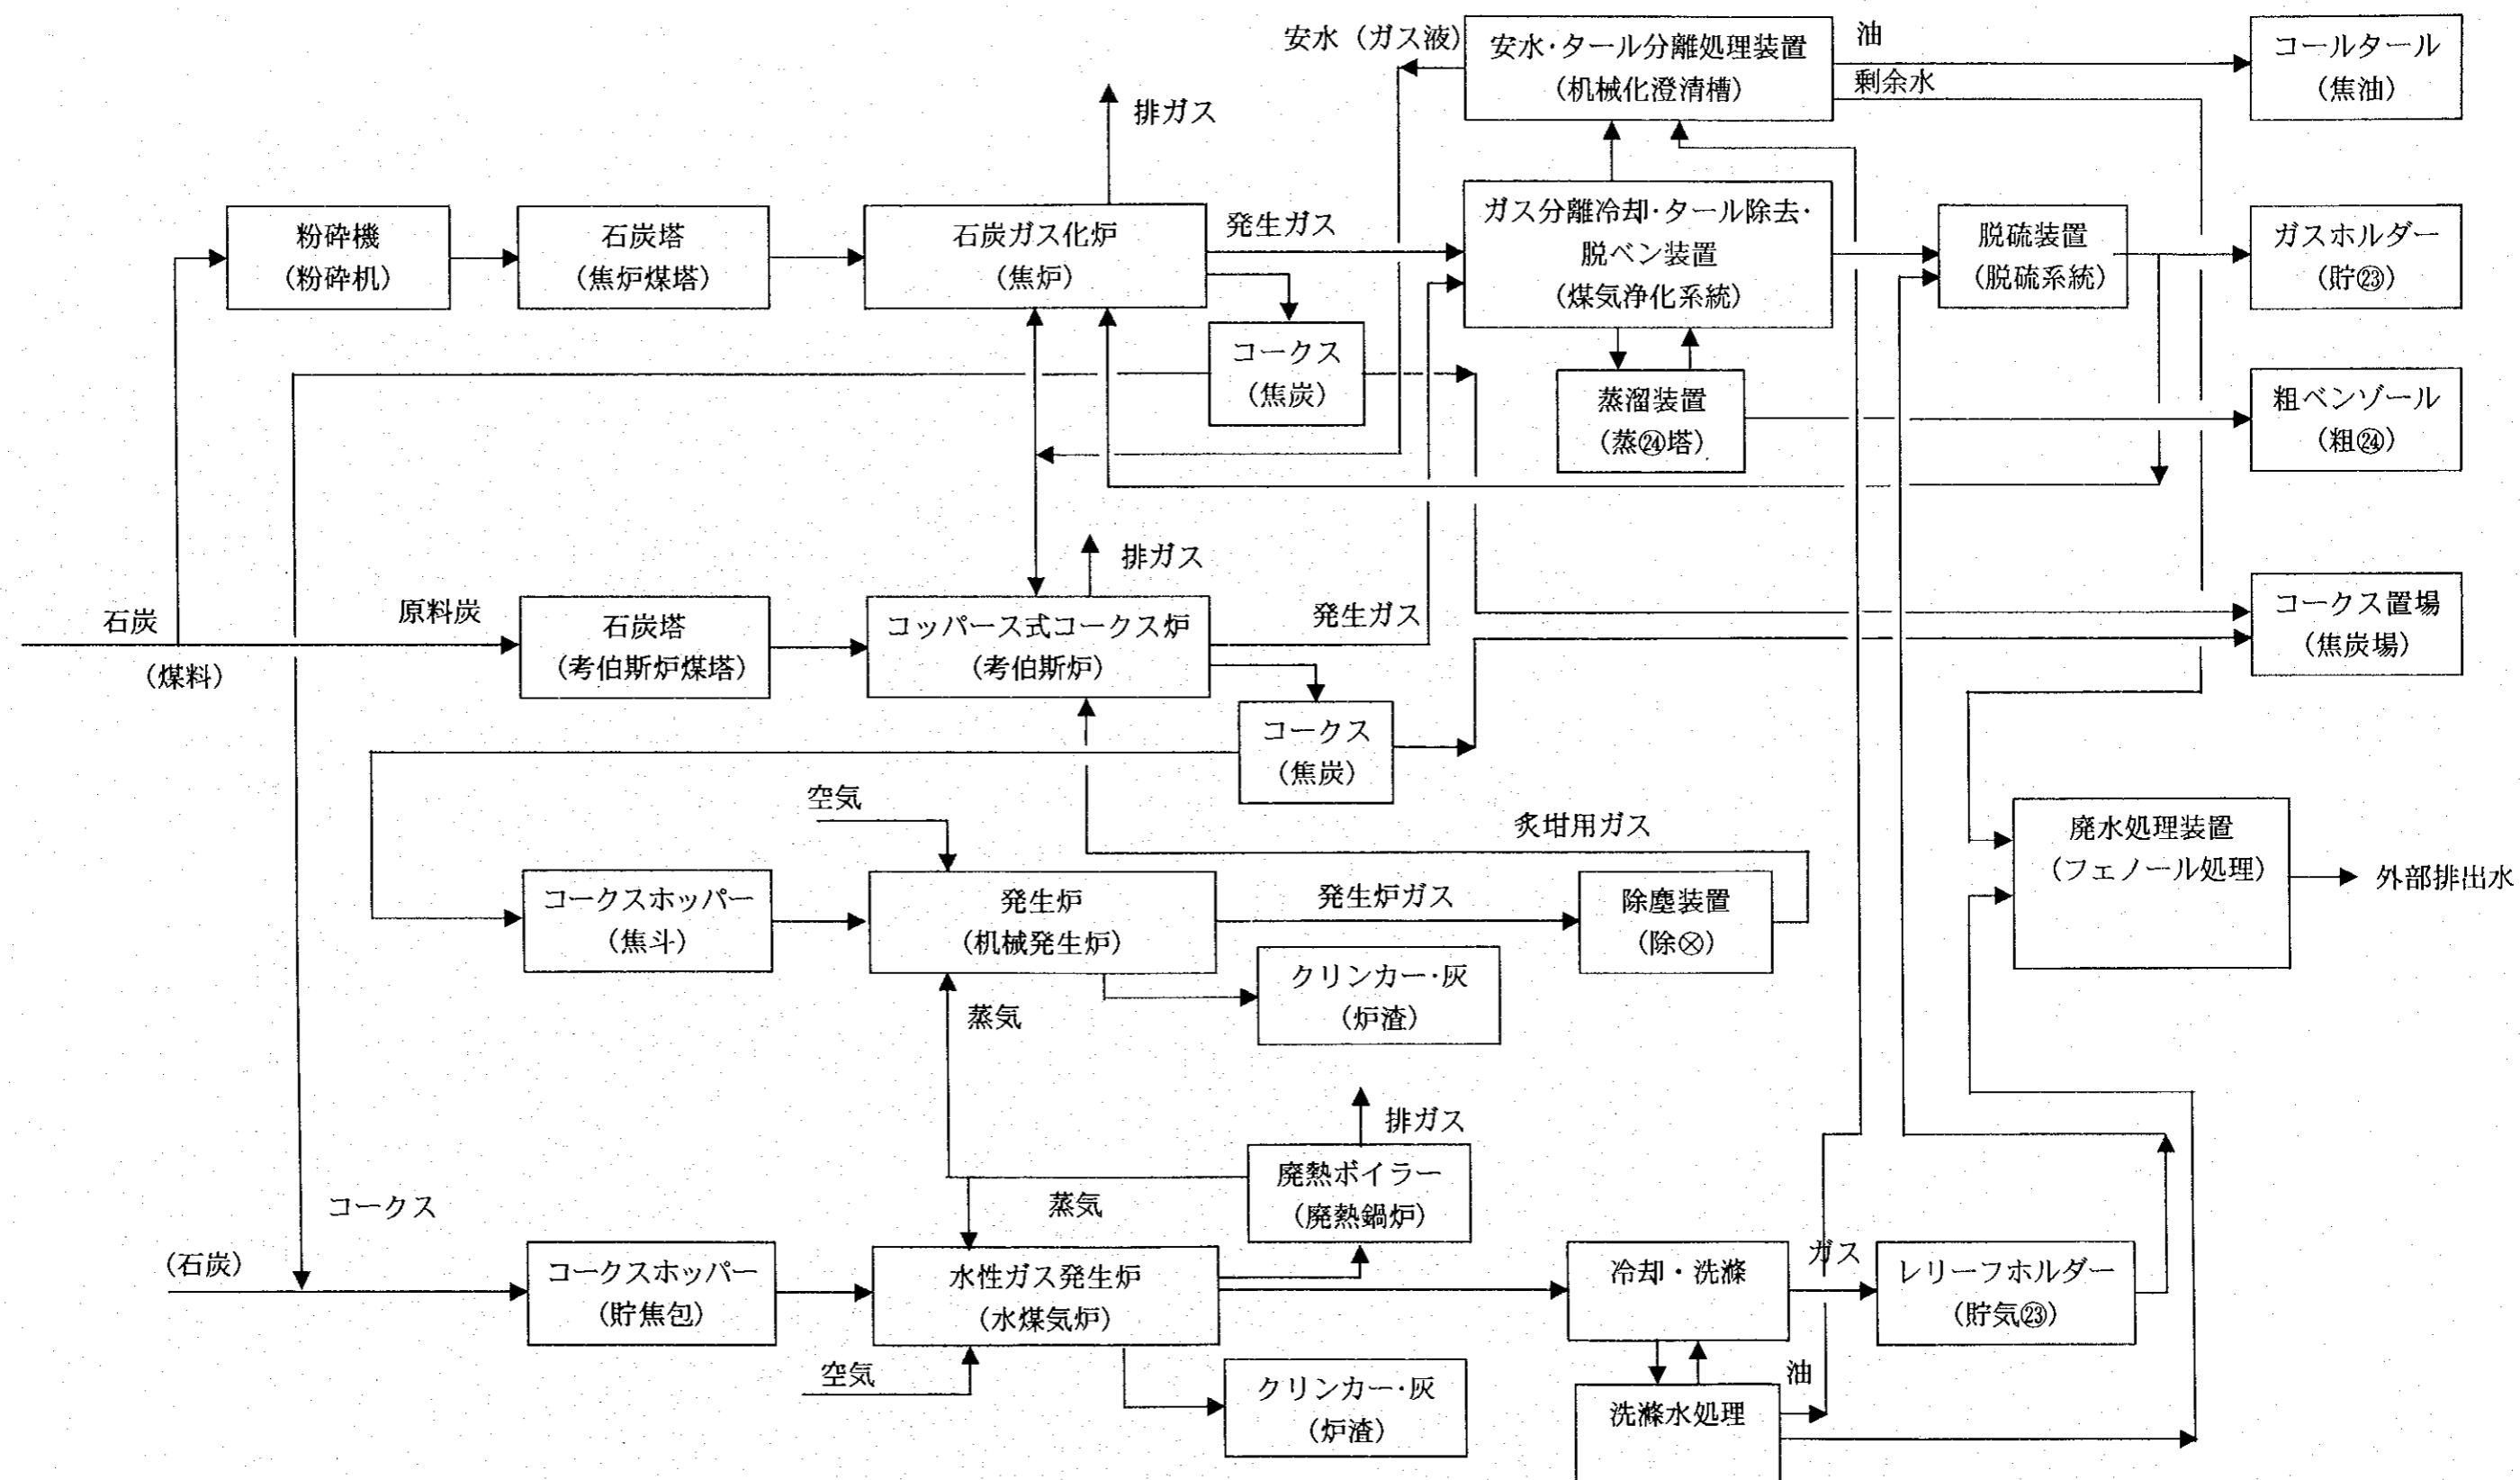 安水（ガス液）
安水・タール分離処理装置
（机械化澄清槽）
油
剰余水
コールタール
（焦油）
排ガス
粉砕機
（粉砕机）
石炭塔
（焦炉煤塔）
石炭ガス化炉
（焦炉）
発生ガス
ガス分離冷却・タール除去・
脱ベン装置
（煤気浄化系統）
脱硫装置
（脱硫系統）
ガスホルダー
（貯㉓）
コークス
（焦炭）
蒸溜装置
（蒸㉔塔）
粗ベンゾール
（粗㉔）
排ガス
石炭
（煤料）
原料炭
石炭塔
（考伯斯炉煤塔）
コッパース式コークス炉
（考伯斯炉）
発生ガス
コークス置場
（焦炭場）
コークス
（焦炭）
空気
炙坩用ガス
廃水処理装置
（フェノール処理）
外部排出水
コークスホッパー
（焦斗）
発生炉
（机械発生炉）
発生炉ガス
除塵装置
（除⊗）
クリンカー・灰
（炉渣）
蒸気
排ガス
廃熱ボイラー
（廃熱鍋炉）
蒸気
コークス
（石炭）
コークスホッパー
（貯焦包）
水性ガス発生炉
（水煤気炉）
冷却・洗滌
ガス
レリーフホルダー
（貯気㉓）
空気
クリンカー・灰
（炉渣）
油
洗滌水処理